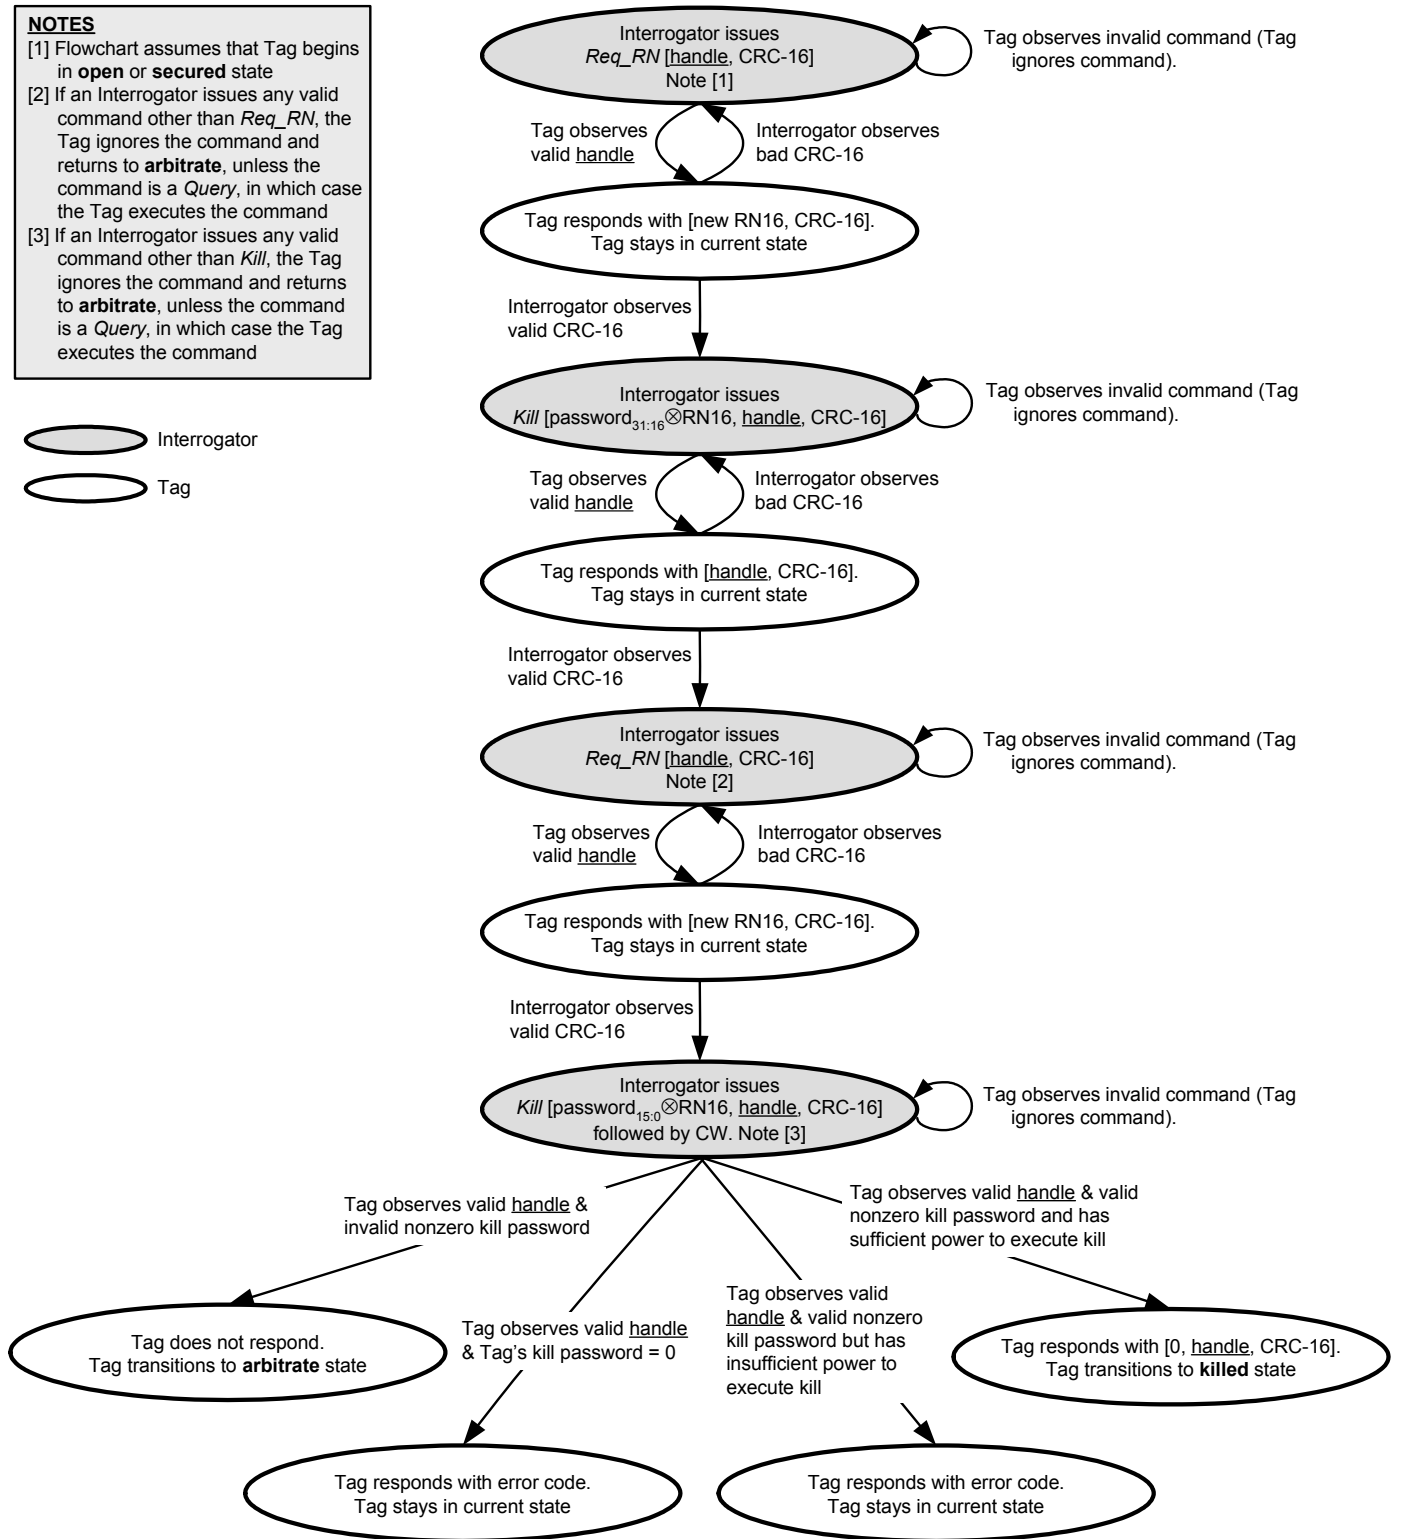 NOTES
[1] Flowchart assumes that Tag begins
in open or secured state
[2] If an Interrogator issues any valid
command other than Req_RN, the
Tag ignores the command and
returns to arbitrate, unless the
command is a Query, in which case
the Tag executes the command
[3] If an Interrogator issues any valid
command other than Kill, the Tag
ignores the command and returns
to arbitrate, unless the command
is a Query, in which case the Tag
executes the command
Interrogator
Tag
Interrogator issues
Req_RN [handle, CRC-16]
Note [1]
Tag observes invalid command (Tag
ignores command).
Tag observes
valid handle
Interrogator observes
bad CRC-16
Tag responds with [new RN16, CRC-16].
Tag stays in current state
Interrogator observes
valid CRC-16
Interrogator issues
Kill [password31:16⊗RN16, handle, CRC-16]
Tag observes invalid command (Tag
ignores command).
Tag observes
valid handle
Interrogator observes
bad CRC-16
Tag responds with [handle, CRC-16].
Tag stays in current state
Interrogator observes
valid CRC-16
Interrogator issues
Req_RN [handle, CRC-16]
Note [2]
Tag observes invalid command (Tag
ignores command).
Tag observes
valid handle
Interrogator observes
bad CRC-16
Tag responds with [new RN16, CRC-16].
Tag stays in current state
Interrogator observes
valid CRC-16
Interrogator issues
Kill [password15:0⊗RN16, handle, CRC-16]
followed by CW. Note [3]
Tag observes invalid command (Tag
ignores command).
Tag observes valid handle &
invalid nonzero kill password
Tag observes valid handle
& Tag's kill password = 0
Tag observes valid
handle & valid nonzero
kill password but has
insufficient power to
execute kill
Tag observes valid handle & valid
nonzero kill password and has
sufficient power to execute kill
Tag does not respond.
Tag transitions to arbitrate state
Tag responds with [0, handle, CRC-16].
Tag transitions to killed state
Tag responds with error code.
Tag stays in current state
Tag responds with error code.
Tag stays in current state